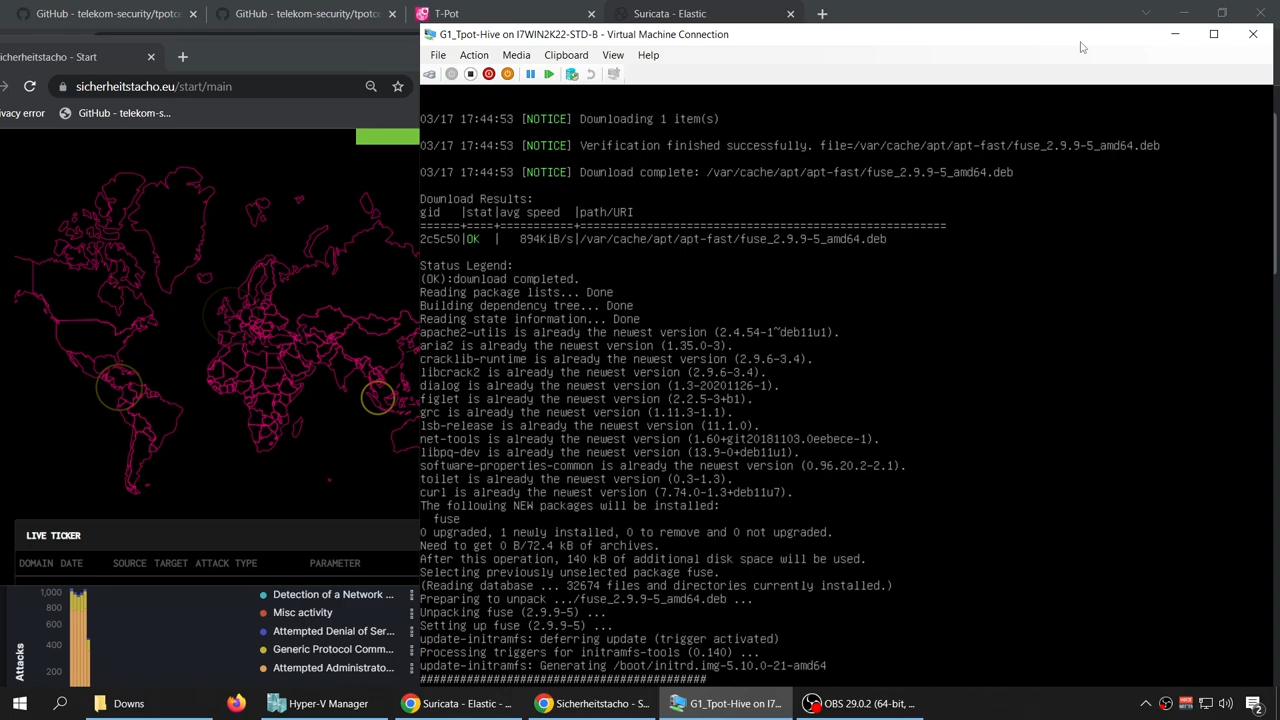 GitHub - telekom-security/tpotce
GitHub - telekom-security/tpotce
T-Pot
Suricata - Elastic
G1_Tpot-Hive on I7WIN2K22-STD-B - Virtual Machine Connection
Sicherheitstacho - Start
File Action Media Clipboard View Help
sicherheitstacho.eu/start/main
ivacy error
GitHub - telekom-s...
03/17 17:44:53 [NOTICE] Downloading 1 item(s)
03/17 17:44:53 [NOTICE] Verification finished successfully. file=/var/cache/apt/apt-fast/fuse_2.9.9-5_amd64.deb
03/17 17:44:53 [NOTICE] Download complete: /var/cache/apt/apt-fast/fuse_2.9.9-5_amd64.deb
Download Results:
gid   |stat|avg speed  |path/URI
======+====+===========+=======================================================
2c5c50|OK  |   894KiB/s|/var/cache/apt/apt-fast/fuse_2.9.9-5_amd64.deb
Status Legend:
(OK):download completed.
Reading package lists... Done
Building dependency tree... Done
Reading state information... Done
apache2-utils is already the newest version (2.4.54-1~deb11u1).
aria2 is already the newest version (1.35.0-3).
cracklib-runtime is already the newest version (2.9.6-3.4).
libcrack2 is already the newest version (2.9.6-3.4).
dialog is already the newest version (1.3-20201126-1).
figlet is already the newest version (2.2.5-3+b1).
grc is already the newest version (1.11.3-1.1).
lsb-release is already the newest version (11.1.0).
net-tools is already the newest version (1.60+git20181103.0eebece-1).
libpq-dev is already the newest version (13.9-0+deb11u1).
software-properties-common is already the newest version (0.96.20.2-2.1).
toilet is already the newest version (0.3-1.3).
curl is already the newest version (7.74.0-1.3+deb11u7).
The following NEW packages will be installed:
fuse
0 upgraded, 1 newly installed, 0 to remove and 0 not upgraded.
Need to get 0 B/72.4 kB of archives.
After this operation, 140 kB of additional disk space will be used.
Selecting previously unselected package fuse.
(Reading database ... 32674 files and directories currently installed.)
Preparing to unpack .../fuse_2.9.9-5_amd64.deb ...
Unpacking fuse (2.9.9-5) ...
Setting up fuse (2.9.9-5) ...
update-initramfs: deferring update (trigger activated)
Processing triggers for initramfs-tools (0.140) ...
update-initramfs: Generating /boot/initrd.img-5.10.0-21-amd64
###########################################
LIVE TICKER
DOMAIN DATE SOURCE TARGET ATTACK TYPE PARAMETER
1,000
800
600
400
200
Attacks
Detection of a Network ...
Misc activity
Attempted Denial of Ser...
Generic Protocol Comm...
Attempted Administrato...
Downs
Hyper-V Manager
Suricata - Elastic - ...
Sicherheitstacho - S...
G1_Tpot-Hive on I7...
OBS 29.0.2 (64-bit, ...
2